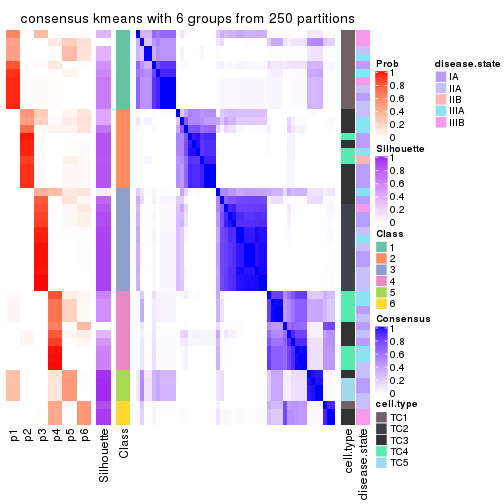 consensus kmeans with 6 groups from 250 partitions
Prob
1
0.8
0.6
0.4
0.2
0
disease.state
IA
IIA
IIB
IIIA
IIIB
Silhouette
1
0.8
0.6
0.4
0.2
0
Class
1
2
3
4
5
6
Consensus
1
0.8
0.6
0.4
0.2
0
cell.type
TC1
TC2
TC3
TC4
TC5
p1
p2
p3
p4
p5
p6
Silhouette
Class
cell.type
disease.state